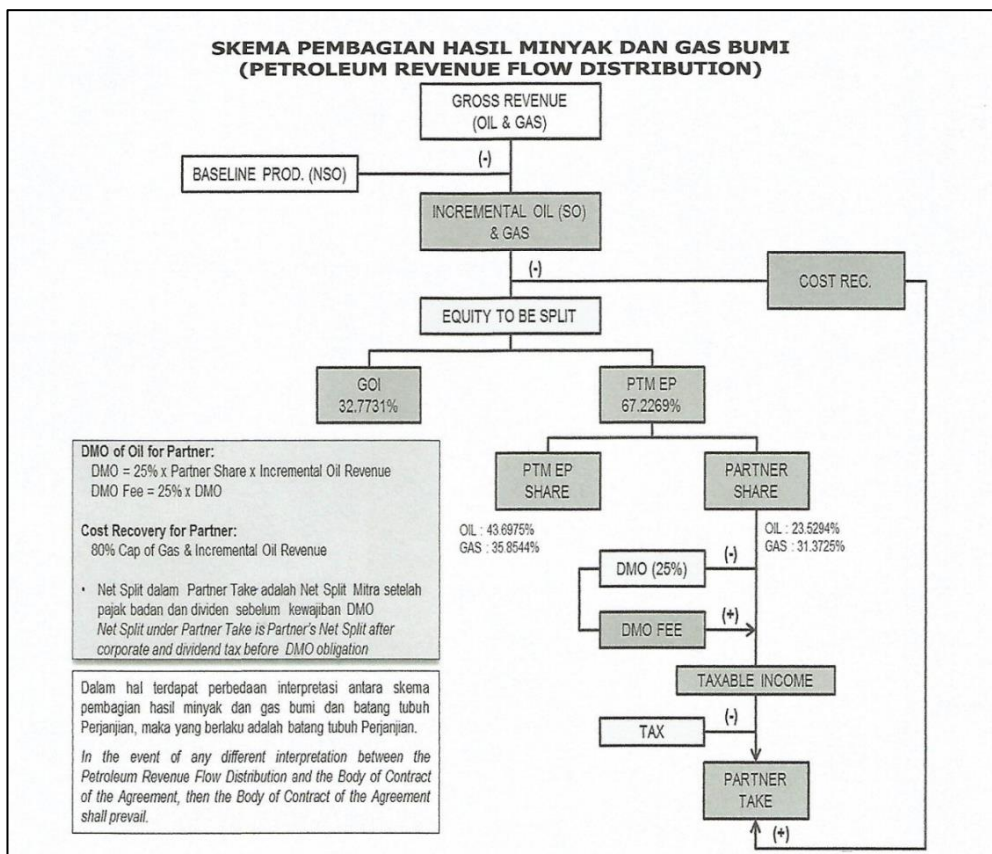 SKEMA PEMBAGIAN HASIL MINYAK DAN GAS BUMI
(PETROLEUM REVENUE FLOW DISTRIBUTION)
GROSS REVENUE
(OIL & GAS)
(-)
BASELINE PROD. (NSO)
INCREMENTAL OIL (SO)
& GAS
(-)
COST REC.
EQUITY TO BE SPLIT
GOI
32.7731%
PTM EP
67.2269%
PTM EP
SHARE
PARTNER
SHARE
OIL : 43.6975%
GAS : 35.8544%
OIL : 23.5294%
GAS : 31.3725%
(-)
DMO (25%)
(+)
DMO FEE
TAXABLE INCOME
(-)
TAX
PARTNER
TAKE
(+)
DMO of Oil for Partner:
DMO = 25% x Partner Share x Incremental Oil Revenue
DMO Fee = 25% x DMO
Cost Recovery for Partner:
80% Cap of Gas & Incremental Oil Revenue
• Net Split dalam Partner Take adalah Net Split Mitra setelah
pajak badan dan dividen sebelum kewajiban DMO
Net Split under Partner Take is Partner's Net Split after
corporate and dividend tax before DMO obligation
Dalam hal terdapat perbedaan interpretasi antara skema
pembagian hasil minyak dan gas bumi dan batang tubuh
Perjanjian, maka yang berlaku adalah batang tubuh Perjanjian.
In the event of any different interpretation between the
Petroleum Revenue Flow Distribution and the Body of Contract
of the Agreement, then the Body of Contract of the Agreement
shall prevail.